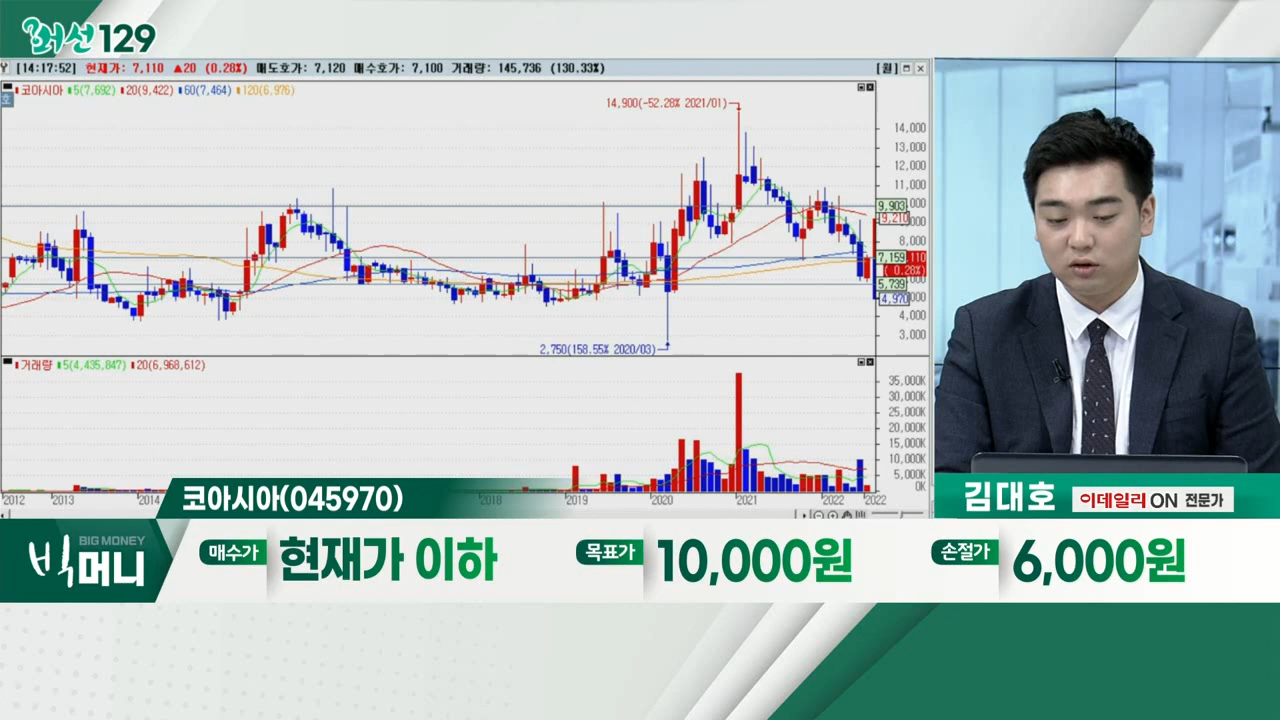 최선129
[14:17:52] 현재가: 7,110 ▲20 (0.28%) 매도호가: 7,120 매수호가: 7,100 거래량: 145,736 (130.33%) [월]
코아시아 5(7,692) 20(9,422) 60(7,464) 120(6,976)
호
14,900(-52.28% 2021/01)
14,000
13,000
12,000
11,000
9,903
9,210
8,000
7,159
(0.28%)
5,739
4,970
4,000
3,000
2,750(158.55% 2020/03)
거래량 5(4,435,847) 20(6,968,612)
35,000K
30,000K
25,000K
20,000K
15,000K
10,000K
5,000K
0K
2012 2013 2014 2018 2019 2020 2021 2022 2022
코아시아(045970)
김대호 이데일리ON 전문가
BIG MONEY
빅머니
매수가 현재가 이하 목표가 10,000원 손절가 6,000원